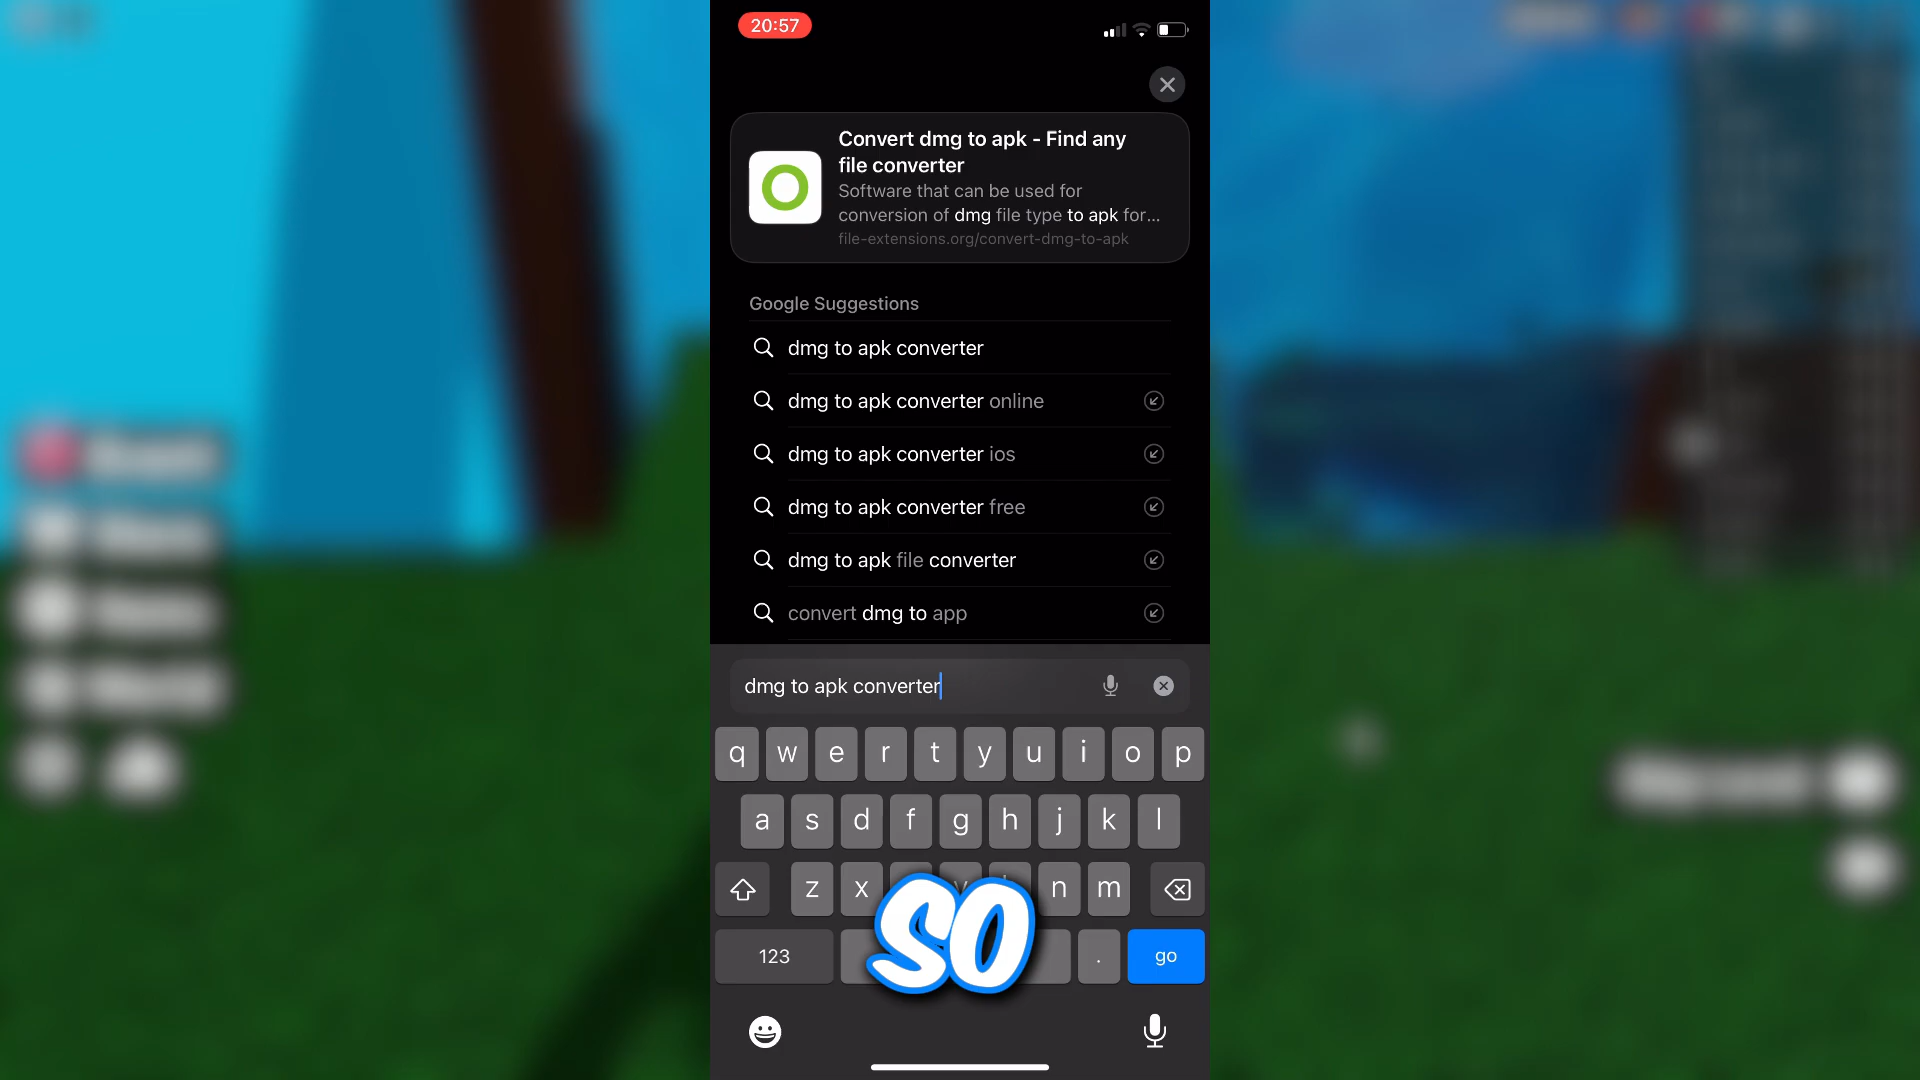 20:57
Convert dmg to apk - Find any
file converter
Software that can be used for
conversion of dmg file type to apk for...
file-extensions.org/convert-dmg-to-apk
Google Suggestions
dmg to apk converter
dmg to apk converter online
dmg to apk converter ios
dmg to apk converter free
dmg to apk file converter
convert dmg to app
dmg to apk converter
q w e r t y u i o p
a s d f g h j k l
z x v n m
SO
123 . go